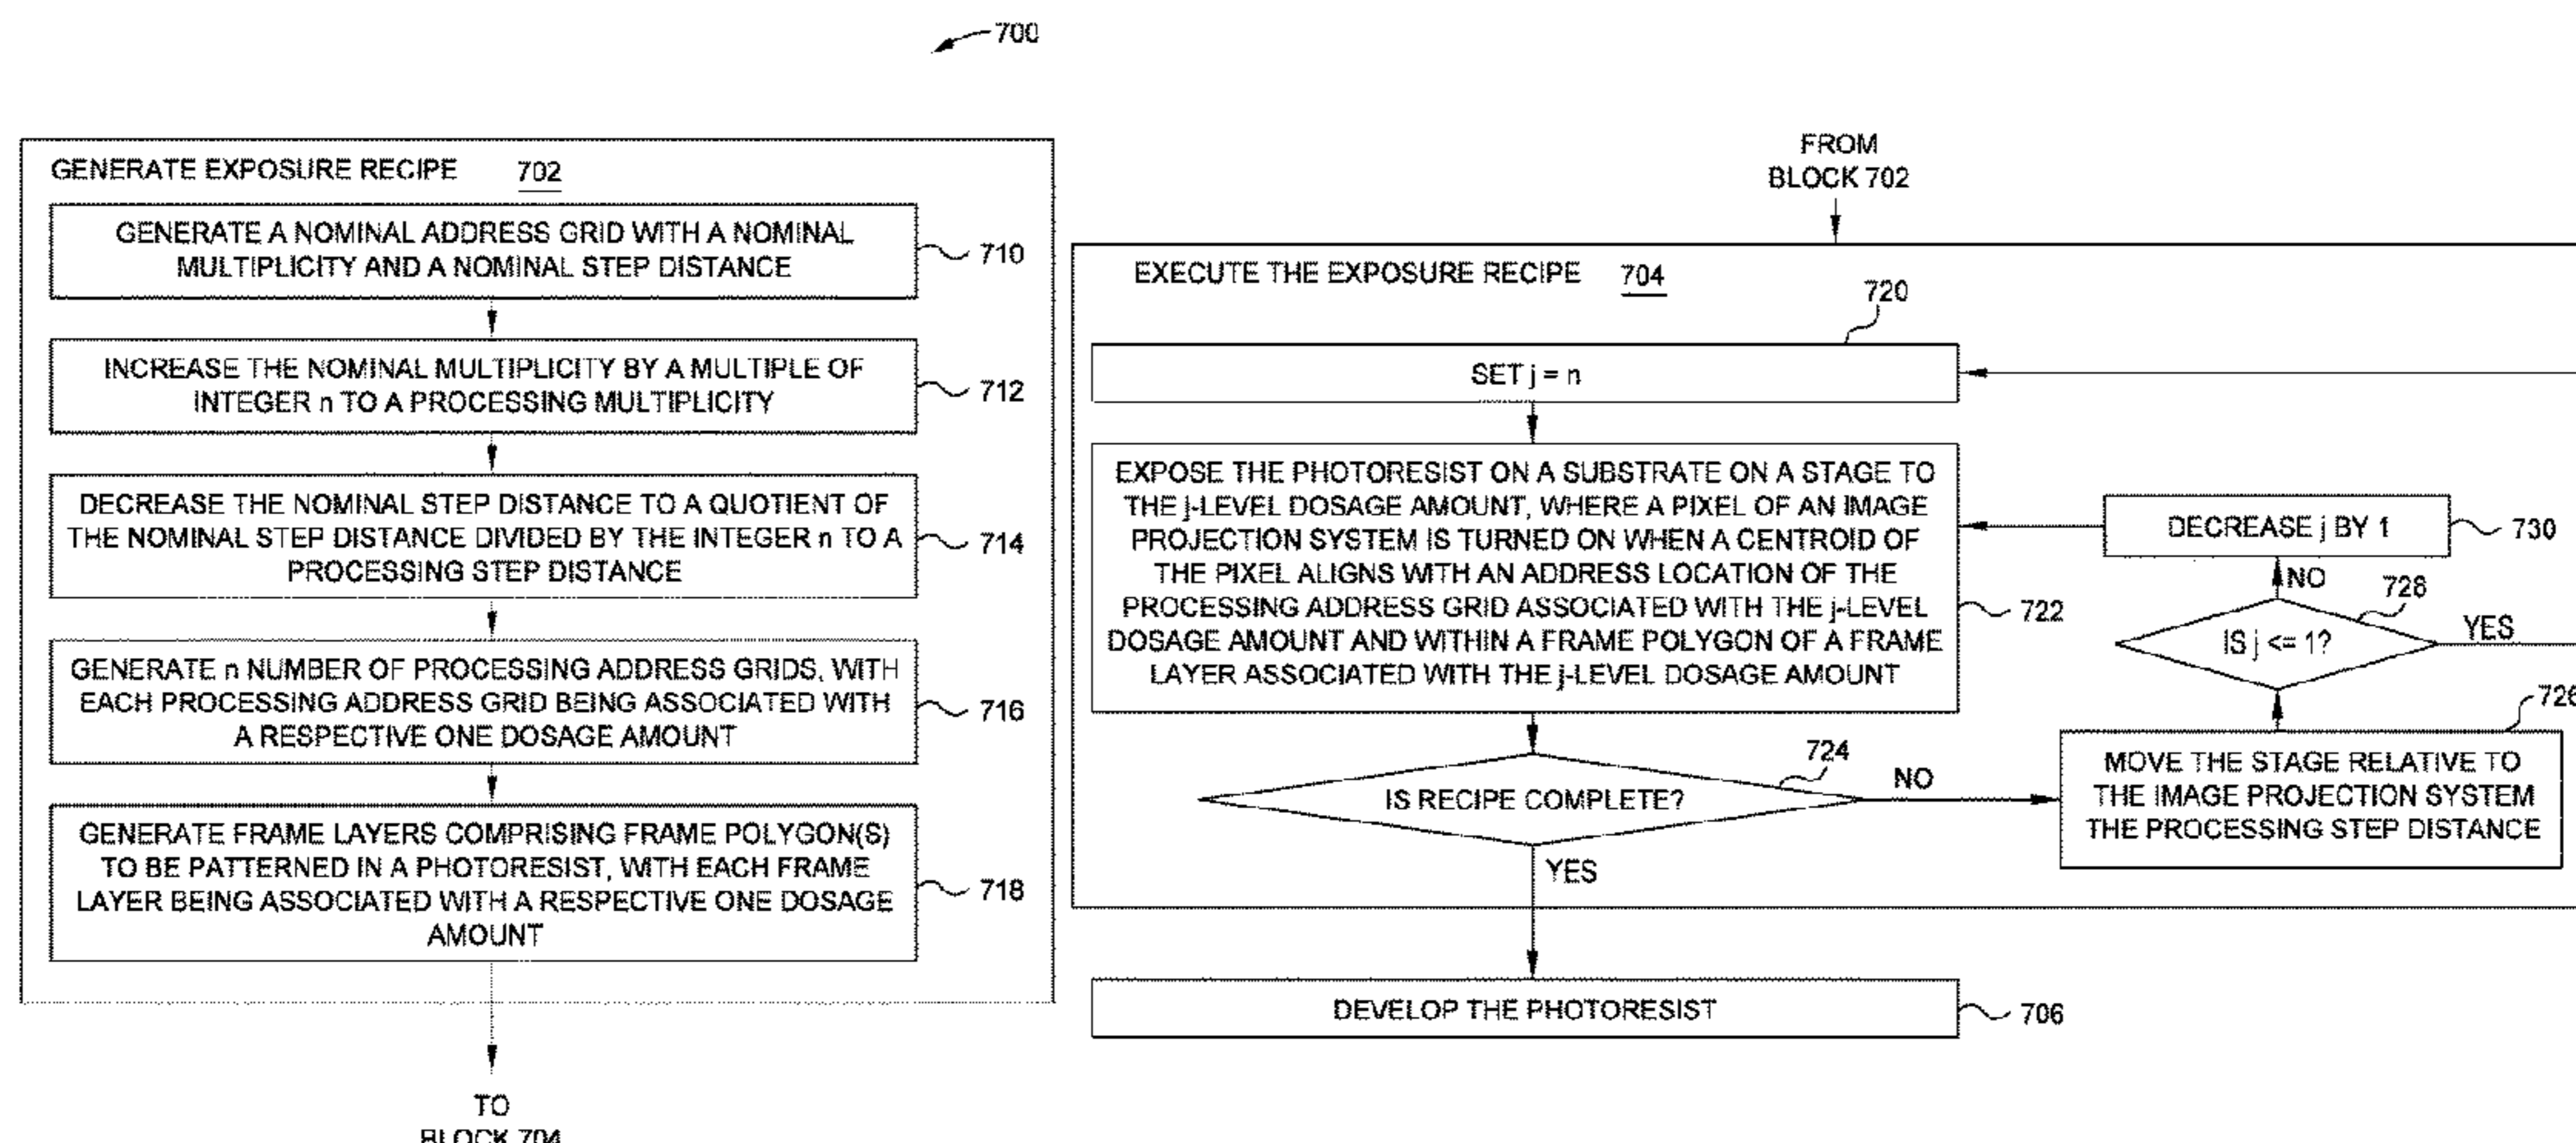 700
GENERATE EXPOSURE RECIPE 702
GENERATE A NOMINAL ADDRESS GRID WITH A NOMINAL
MULTIPLICITY AND A NOMINAL STEP DISTANCE
710
INCREASE THE NOMINAL MULTIPLICITY BY A MULTIPLE OF
INTEGER n TO A PROCESSING MULTIPLICITY
712
DECREASE THE NOMINAL STEP DISTANCE TO A QUOTIENT OF
THE NOMINAL STEP DISTANCE DIVIDED BY THE INTEGER n TO A
PROCESSING STEP DISTANCE
714
GENERATE n NUMBER OF PROCESSING ADDRESS GRIDS, WITH
EACH PROCESSING ADDRESS GRID BEING ASSOCIATED WITH
A RESPECTIVE ONE DOSAGE AMOUNT
716
GENERATE FRAME LAYERS COMPRISING FRAME POLYGON(S)
TO BE PATTERNED IN A PHOTORESIST, WITH EACH FRAME
LAYER BEING ASSOCIATED WITH A RESPECTIVE ONE DOSAGE
AMOUNT
718
TO
BLOCK 704
FROM
BLOCK 702
EXECUTE THE EXPOSURE RECIPE 704
720
SET j = n
EXPOSE THE PHOTORESIST ON A SUBSTRATE ON A STAGE TO
THE j-LEVEL DOSAGE AMOUNT, WHERE A PIXEL OF AN IMAGE
PROJECTION SYSTEM IS TURNED ON WHEN A CENTROID OF
THE PIXEL ALIGNS WITH AN ADDRESS LOCATION OF THE
PROCESSING ADDRESS GRID ASSOCIATED WITH THE j-LEVEL
DOSAGE AMOUNT AND WITHIN A FRAME POLYGON OF A FRAME
LAYER ASSOCIATED WITH THE j-LEVEL DOSAGE AMOUNT
722
DECREASE j BY 1
730
NO
728
IS j <= 1?
YES
726
MOVE THE STAGE RELATIVE TO
THE IMAGE PROJECTION SYSTEM
THE PROCESSING STEP DISTANCE
724
IS RECIPE COMPLETE?
NO
YES
DEVELOP THE PHOTORESIST
706